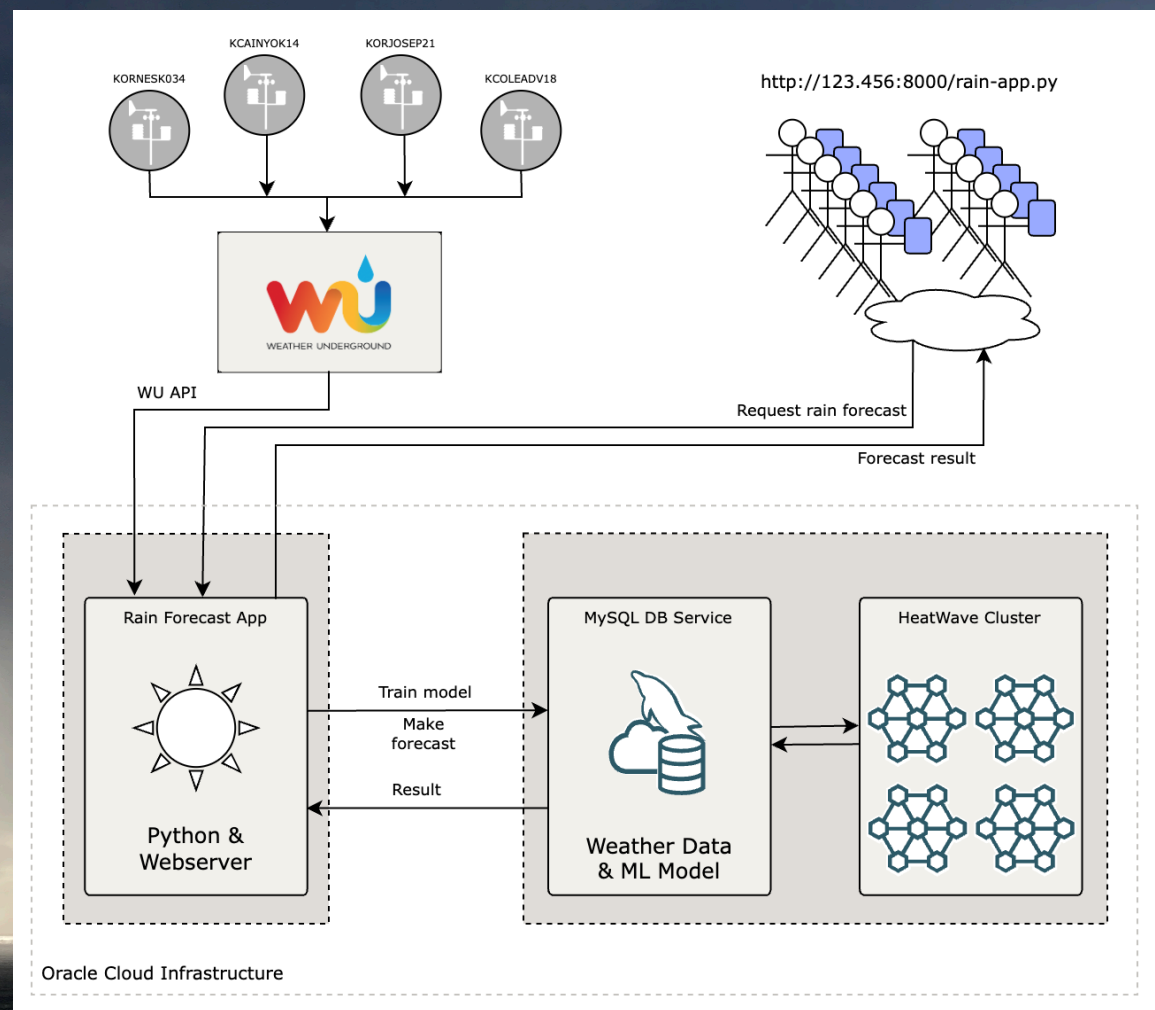 KCAINYOK14
KORJOSEP21
KORNESK034
KCOLEADV18
http://123.456:8000/rain-app.py
WU
WEATHER UNDERGROUND
WU API
Request rain forecast
Forecast result
Rain Forecast App
MySQL DB Service
HeatWave Cluster
Train model
Make
forecast
Result
Python &
Webserver
Weather Data
& ML Model
Oracle Cloud Infrastructure